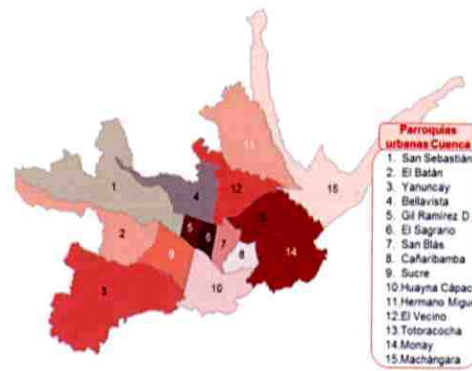 11
1
4
12
15
5
6
13
2
9
7
8
14
3
10
Parroquias
urbanas Cuenca
1. San Sebastián
2. El Batán
3. Yanuncay
4. Bellavista
5. Gil Ramírez D
6. El Sagrario
7. San Blás
8. Cañaribamba
9. Sucre
10. Huayna Cápac
11. Hermano Migu
12. El Vecino
13. Totoracocha
14. Monay
15. Machángara